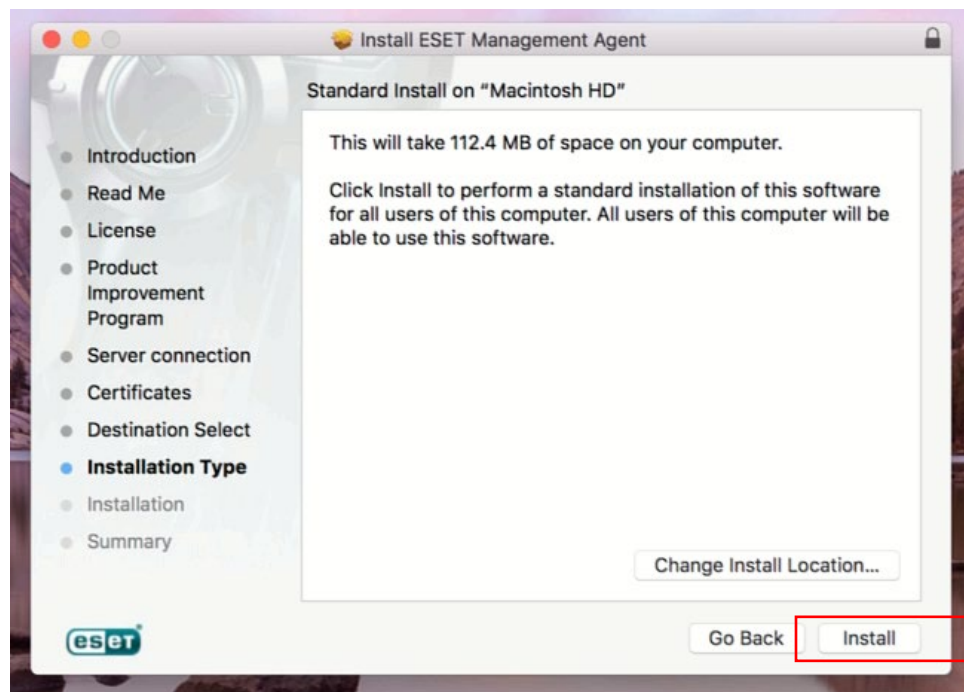 Install ESET Management Agent
Standard Install on “Macintosh HD”
Introduction
Read Me
License
Product
Improvement
Program
Server connection
Certificates
Destination Select
Installation Type
Installation
Summary
This will take 112.4 MB of space on your computer.
Click Install to perform a standard installation of this software
for all users of this computer. All users of this computer will be
able to use this software.
Change Install Location...
eseT
Go Back
Install